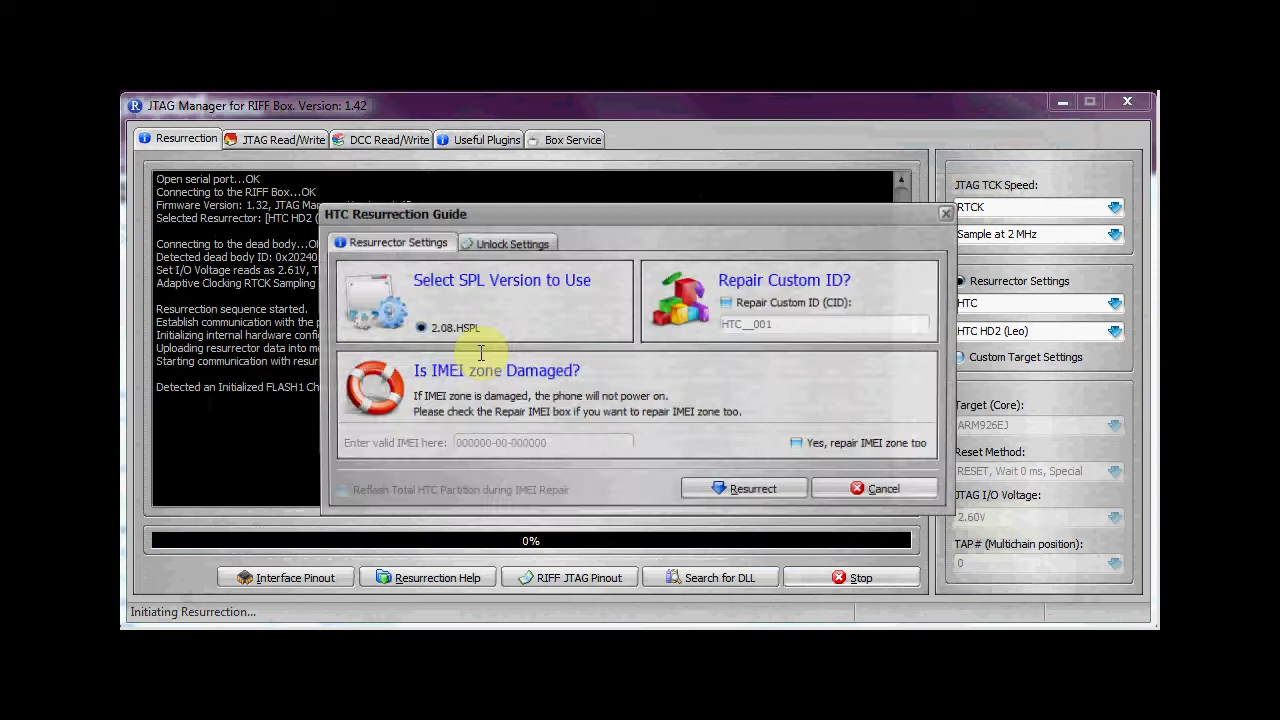 JTAG Manager for RIFF Box. Version: 1.42
Resurrection
JTAG Read/Write
DCC Read/Write
Useful Plugins
Box Service
Open serial port...OK
Connecting to the RIFF Box...OK
Firmware Version: 1.32, JTAG Manager
Selected Resurrector: [HTC HD2 (
Connecting to the dead body...O
Detected dead body ID: 0x20240
Set I/O Voltage reads as 2.61V, T
Adaptive Clocking RTCK Sampling
Resurrection sequence started.
Establish communication with the p
Initializing internal hardware config
Uploading resurrector data into me
Starting communication with resur
Detected an Initialized FLASH1 Ch
HTC Resurrection Guide
Resurrector Settings
Unlock Settings
Select SPL Version to Use
2.08.HSPL
Repair Custom ID?
Repair Custom ID (CID):
HTC__001
Is IMEI zone Damaged?
If IMEI zone is damaged, the phone will not power on.
Please check the Repair IMEI box if you want to repair IMEI zone too.
Enter valid IMEI here:
000000-00-000000
Yes, repair IMEI zone too
Reflash Total HTC Partition during IMEI Repair
Resurrect
Cancel
0%
Interface Pinout
Resurrection Help
RIFF JTAG Pinout
Search for DLL
Stop
Initiating Resurrection...
JTAG TCK Speed:
RTCK
Sample at 2 MHz
Resurrector Settings
HTC
HTC HD2 (Leo)
Custom Target Settings
Target (Core):
ARM926EJ
Reset Method:
RESET, Wait 0 ms, Special
JTAG I/O Voltage:
2.60V
TAP# (Multichain position):
0